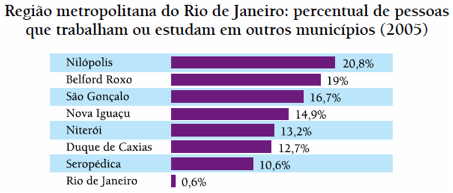 Região metropolitana do Rio de Janeiro: percentual de pessoas
que trabalham ou estudam em outros municípios (2005)
Nilópolis 20,8%
Belford Roxo 19%
São Gonçalo 16,7%
Nova Iguaçu 14,9%
Niterói 13,2%
Duque de Caxias 12,7%
Seropédica 10,6%
Rio de Janeiro 0,6%